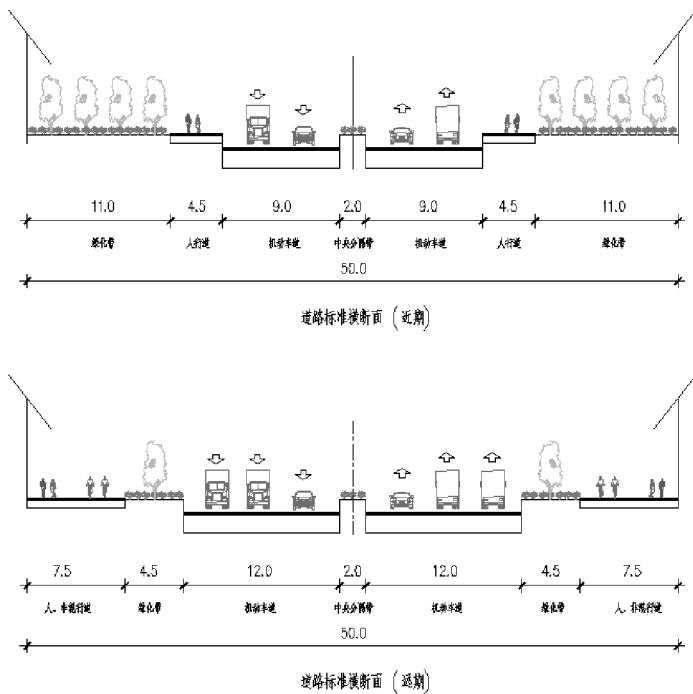 11.0 4.5 9.0 2.0 9.0 4.5 11.0
绿化带 人行道 机动车道 中央分隔带 机动车道 人行道 绿化带
50.0
道路标准横断面（近期）
7.5 4.5 12.0 2.0 12.0 4.5 7.5
人、非混行道 绿化带 机动车道 中央分隔带 机动车道 绿化带 人、非混行道
50.0
道路标准横断面（远期）